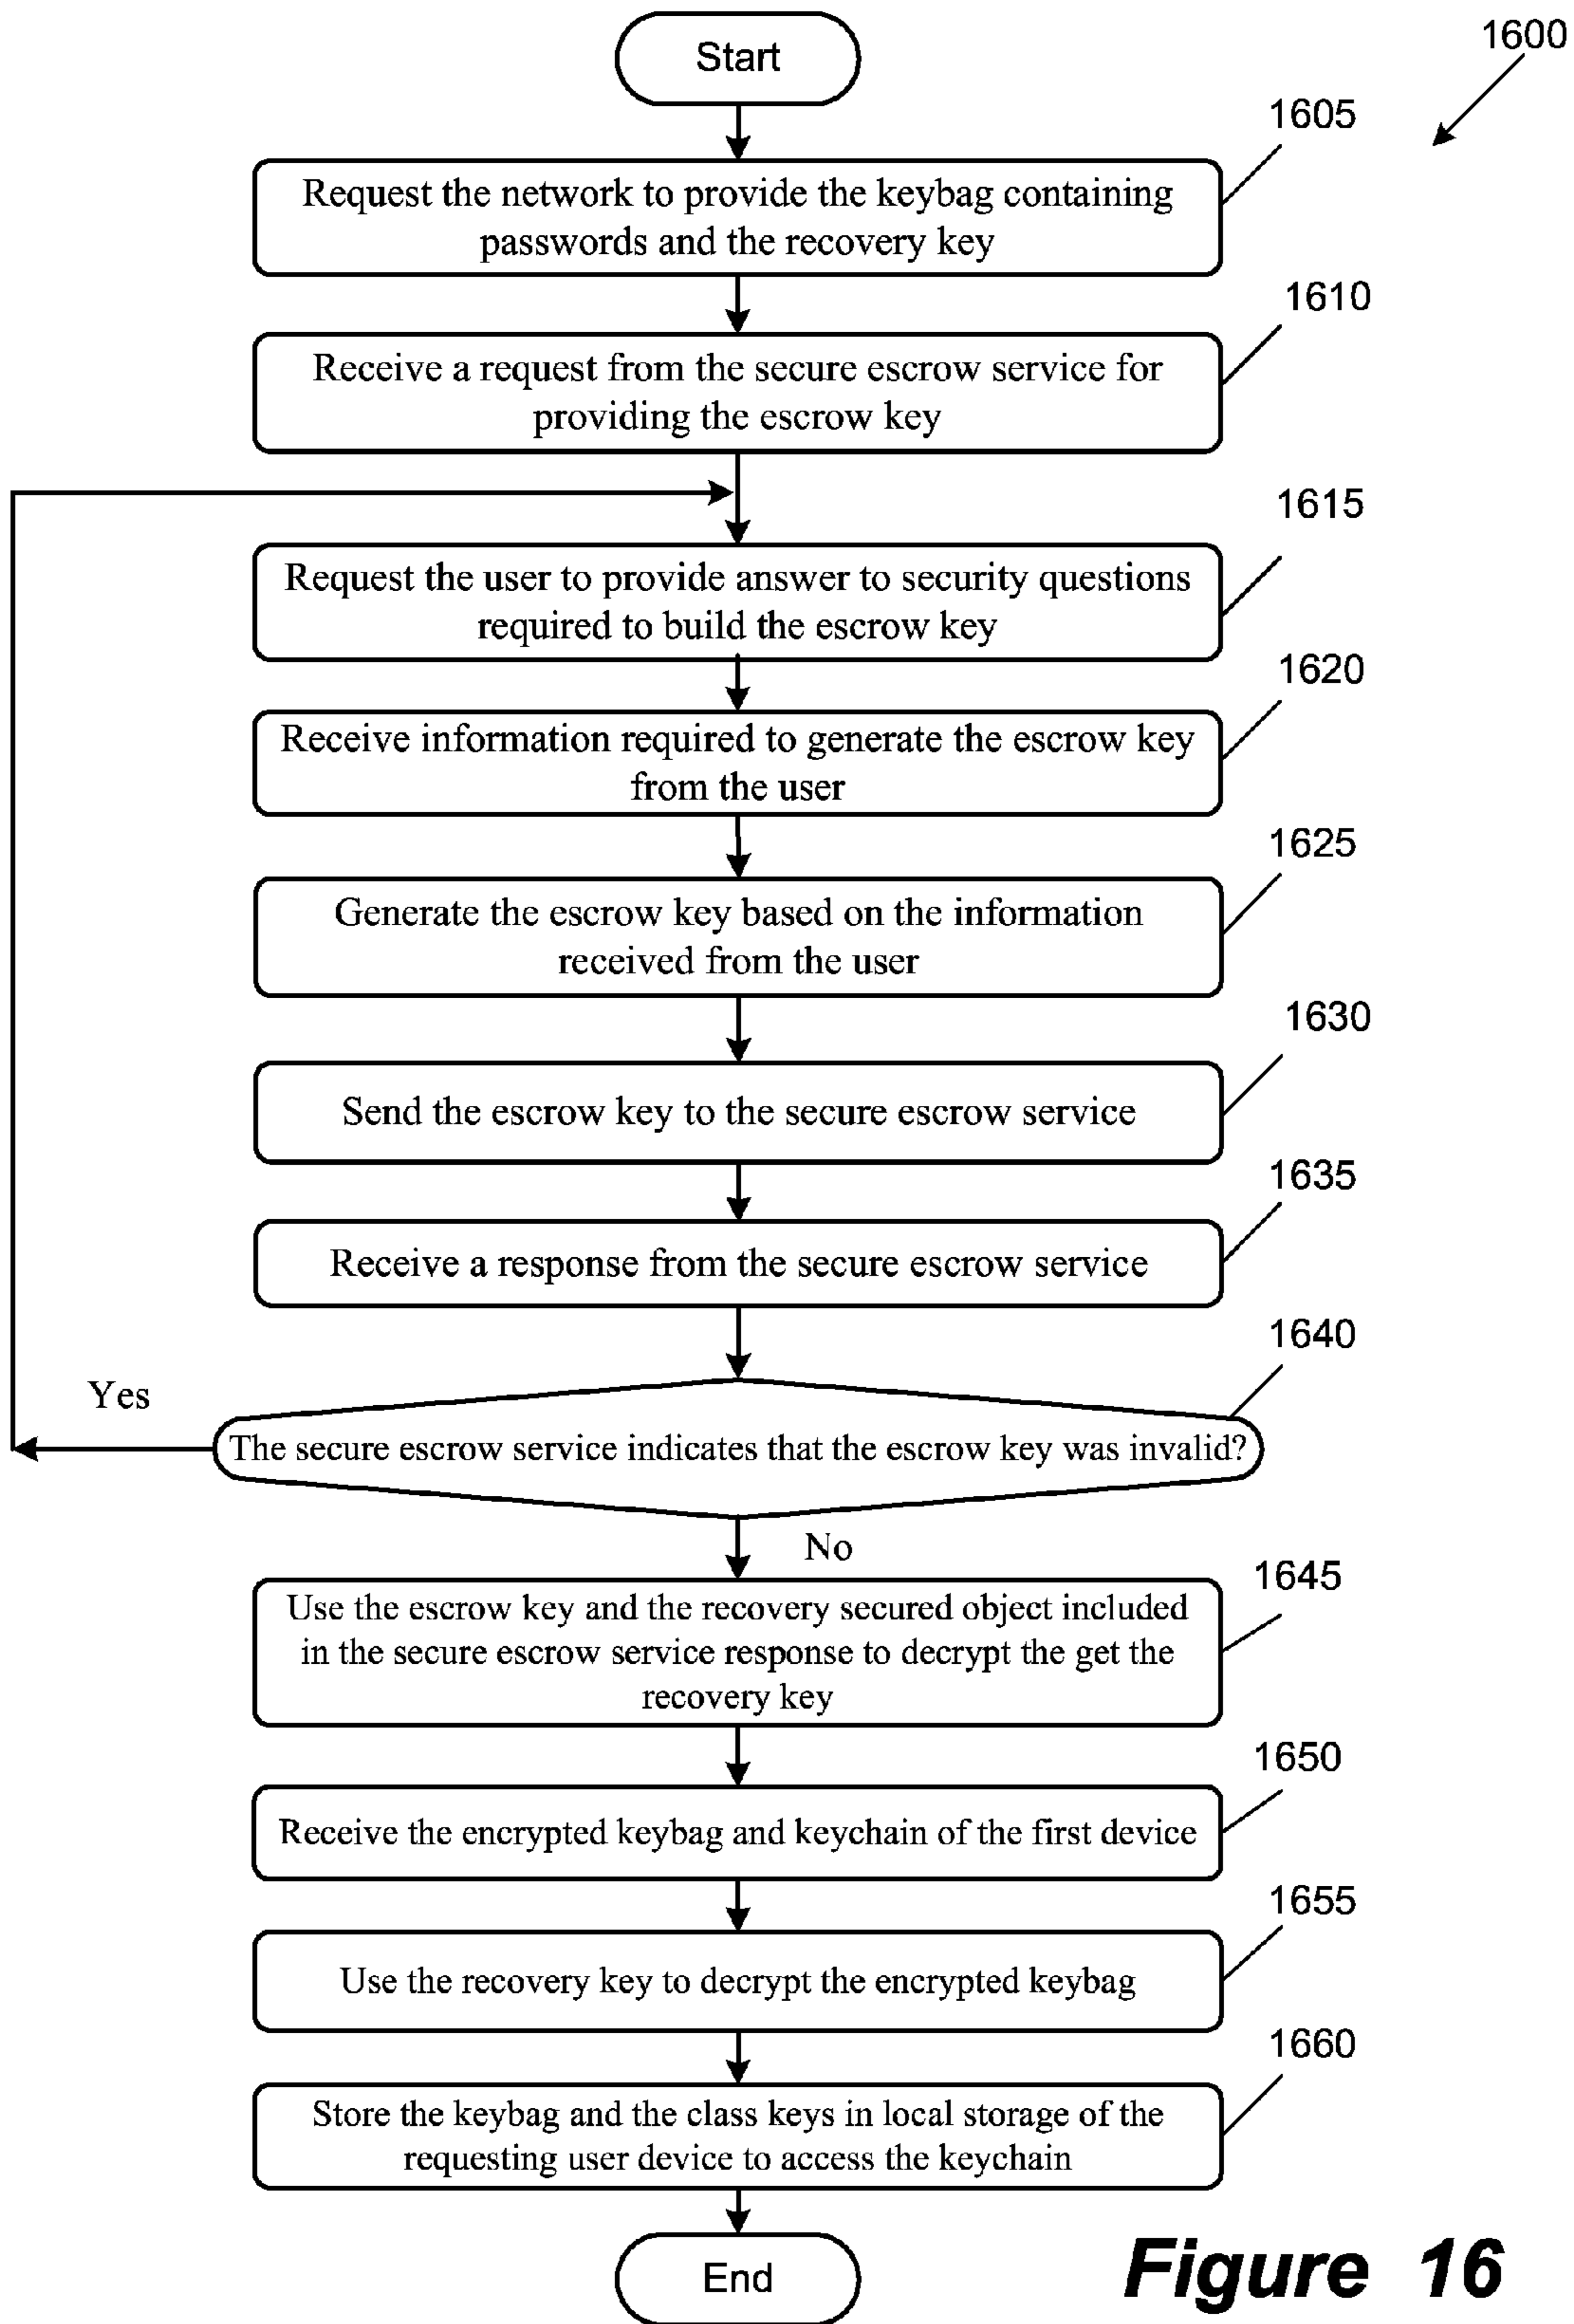 Start
1600
1605
Request the network to provide the keybag containing
passwords and the recovery key
1610
Receive a request from the secure escrow service for
providing the escrow key
1615
Request the user to provide answer to security questions
required to build the escrow key
1620
Receive information required to generate the escrow key
from the user
1625
Generate the escrow key based on the information
received from the user
1630
Send the escrow key to the secure escrow service
1635
Receive a response from the secure escrow service
1640
Yes
The secure escrow service indicates that the escrow key was invalid?
No
1645
Use the escrow key and the recovery secured object included
in the secure escrow service response to decrypt the get the
recovery key
1650
Receive the encrypted keybag and keychain of the first device
1655
Use the recovery key to decrypt the encrypted keybag
1660
Store the keybag and the class keys in local storage of the
requesting user device to access the keychain
End
Figure 16